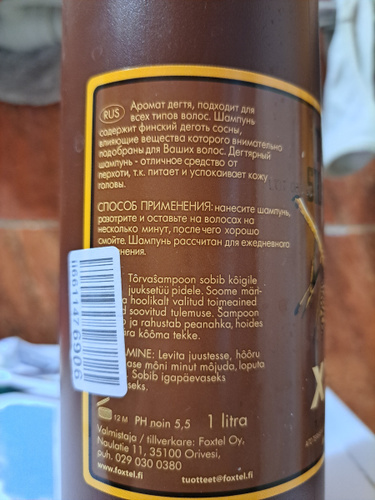 RUS Аромат дегтя, подходит для
всех типов волос. Шампунь
содержит финский деготь сосны,
влияющие вещества которого внимательно
подобраны для Ваших волос. Дегтярный
шампунь - отличное средство от
перхоти, т.к. питает и успокаивает кожу
головы.
СПОСОБ ПРИМЕНЕНИЯ: нанесите шампунь,
разотрите и оставьте на волосах на
несколько минут, после чего хорошо
смойте. Шампунь рассчитан для ежедневного
Tõrvašampoon sobib kõigile
juuksetüü pidele. Soome män-
hoolikalt valitud toimeained
soovitud tulemuse. Šampoon
ja rahustab peanahka, hoides
kõõma tekke.
MINE: Levita juustesse, hõõru
mõni minut mõjuda, loputa
Sobib igapäevaseks
12 M PH noin 5,5 1 litra
Valmistaja / tillverkare: Foxtel Oy,
Naulatie 11, 35100 Orivesi,
puh. 029 030 0380
www.foxtel.fi tuotteet@foxtel.fi